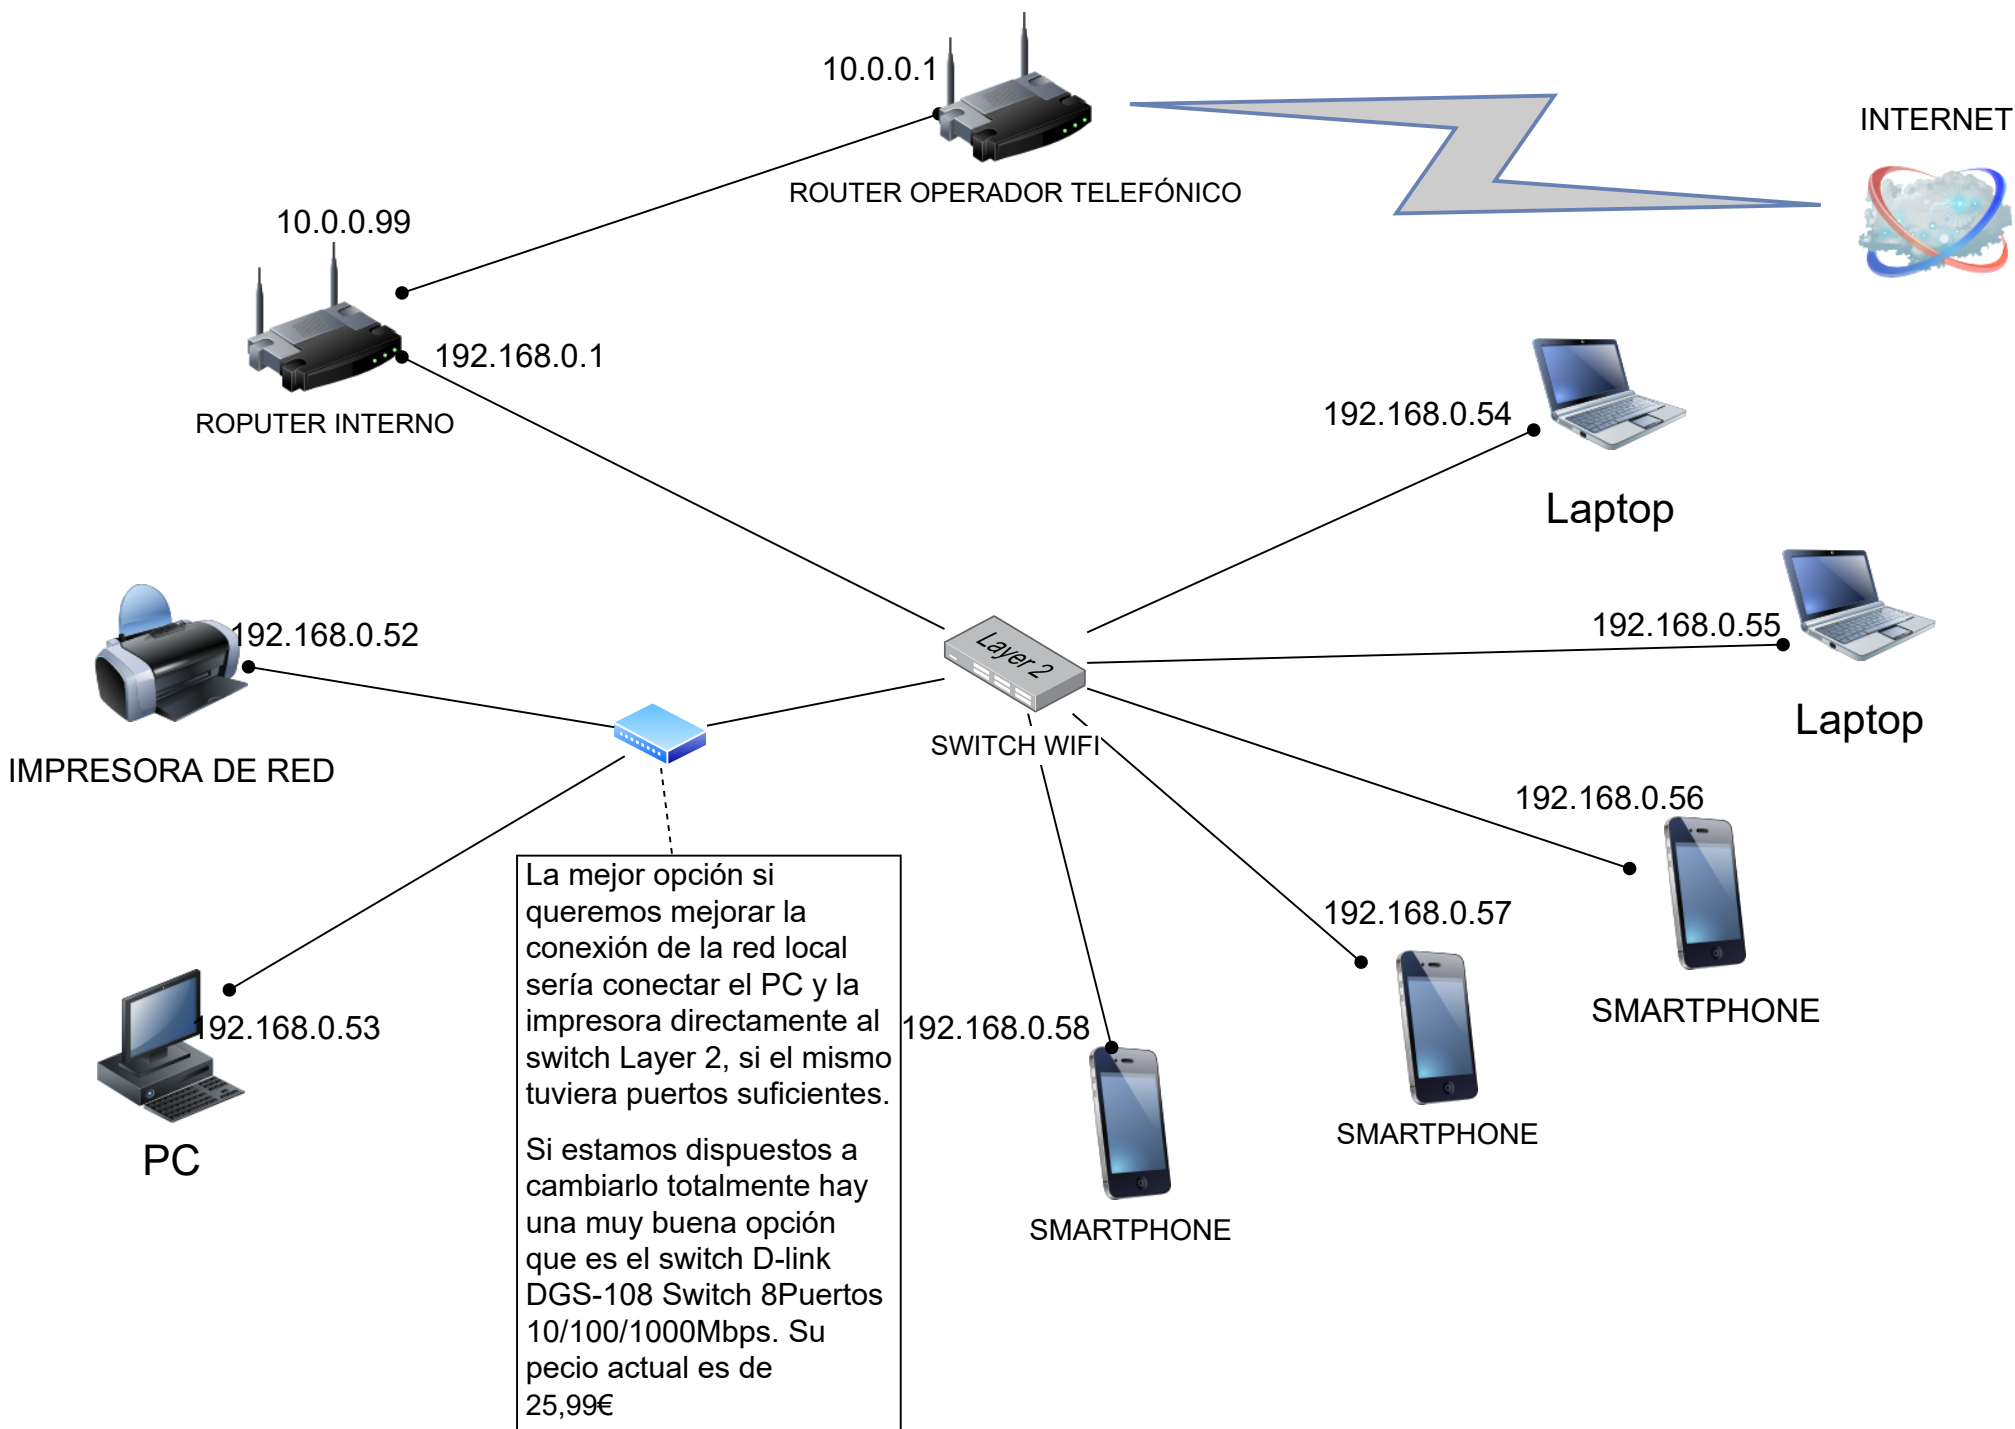 10.0.0.1
INTERNET
ROUTER OPERADOR TELEFÓNICO
10.0.0.99
192.168.0.1
ROPUTER INTERNO
192.168.0.54
Laptop
192.168.0.52
192.168.0.55
Layer 2
SWITCH WIFI
Laptop
IMPRESORA DE RED
192.168.0.56
SMARTPHONE
192.168.0.57
SMARTPHONE
192.168.0.53
PC
192.168.0.58
SMARTPHONE
La mejor opción si
queremos mejorar la
conexión de la red local
sería conectar el PC y la
impresora directamente al
switch Layer 2, si el mismo
tuviera puertos suficientes.
Si estamos dispuestos a
cambiarlo totalmente hay
una muy buena opción
que es el switch D-link
DGS-108 Switch 8Puertos
10/100/1000Mbps. Su
pecio actual es de
25,99€